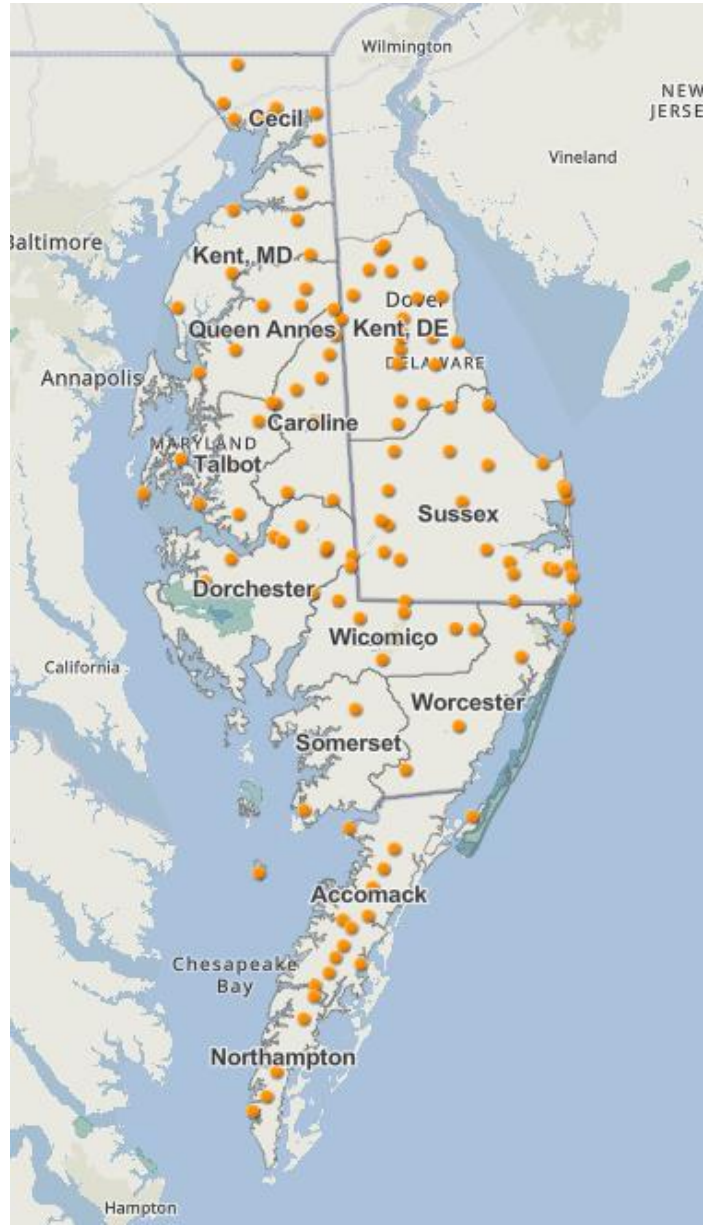 Wilmington
NEW
JERSE
Cecil
Vineland
Baltimore
Kent, MD
Dover
Queen Annes
Kent, DE
DELAWARE
Annapolis
Caroline
MARYLAND
Talbot
Sussex
Dorchester
Wicomico
California
Worcester
Somerset
Accomack
Chesapeake
Bay
Northampton
Hampton